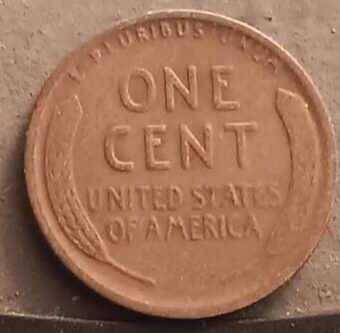 E PLURIBUS UNUM
ONE
CENT
UNITED STATES
OF AMERICA